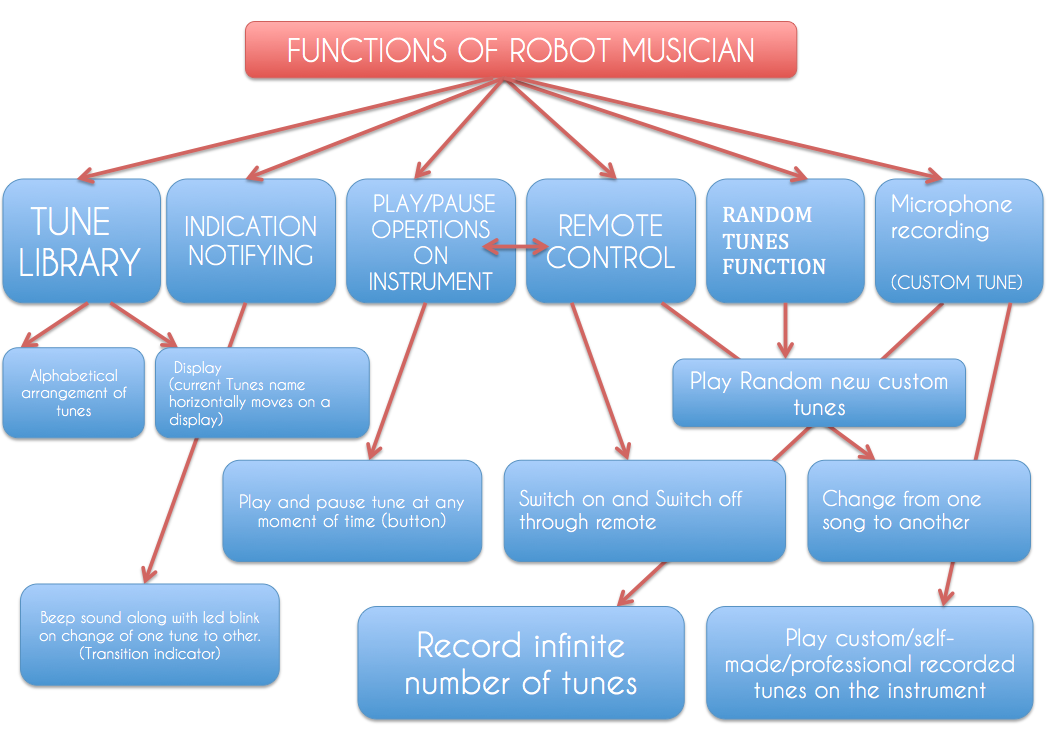 FUNCTIONS OF ROBOT MUSICIAN
TUNE
LIBRARY
INDICATION
NOTIFYING
PLAY/PAUSE
OPERTIONS
ON
INSTRUMENT
REMOTE
CONTROL
RANDOM
TUNES
FUNCTION
Microphone
recording
(CUSTOM TUNE)
Alphabetical
arrangement of
tunes
Display
(current Tunes name
horizontally moves on a
display)
Play Random new custom
tunes
Play and pause tune at any
moment of time (button)
Switch on and Switch off
through remote
Change from one
song to another
Beep sound along with led blink
on change of one tune to other.
(Transition indicator)
Record infinite
number of tunes
Play custom/self-
made/professional recorded
tunes on the instrument